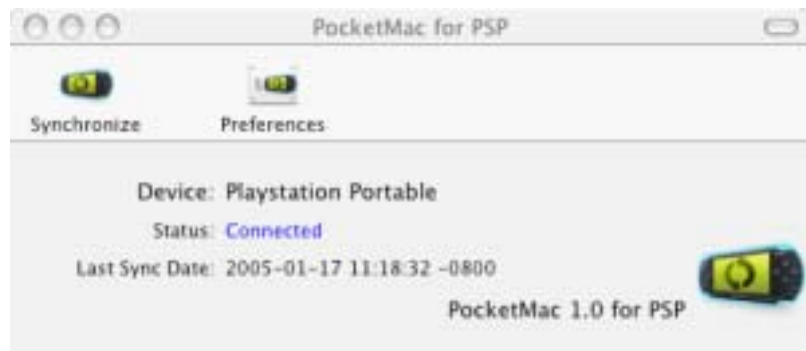 PocketMac for PSP
Synchronize Preferences
Device: Playstation Portable
Status: Connected
Last Sync Date: 2005-01-17 11:18:32 -0800
PocketMac 1.0 for PSP